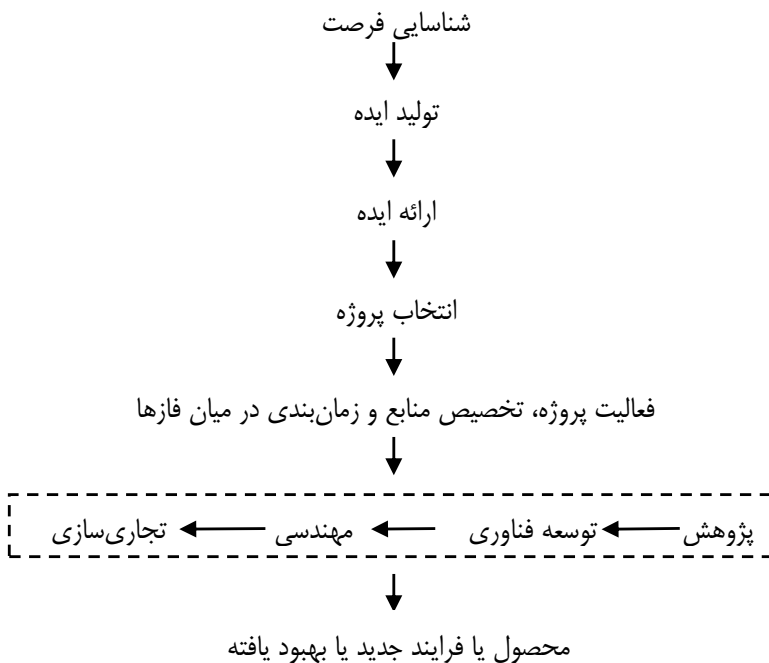 شناسایی فرصت
تولید ایده
ارائه ایده
انتخاب پروژه
فعالیت پروژه، تخصیص منابع و زمان‌بندی در میان فازها
پژوهش توسعه فناوری مهندسی تجاری‌سازی
محصول یا فرایند جدید یا بهبود یافته